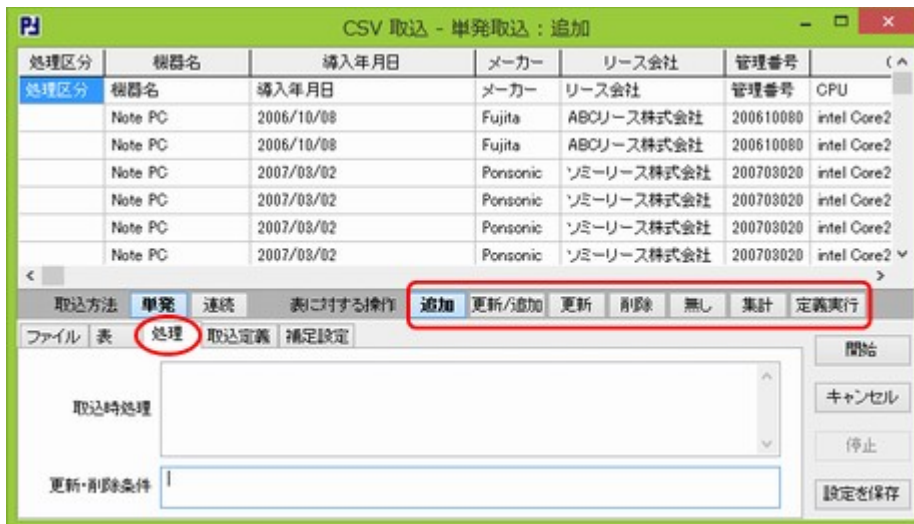 PJ
CSV 取込 - 単発取込 : 追加
処理区分 機器名 導入年月日 メーカー リース会社 管理番号 (
処理区分 機器名 導入年月日 メーカー リース会社 管理番号 CPU
Note PC 2006/10/08 Fujita ABCリース株式会社 200610080 intel Core2
Note PC 2006/10/08 Fujita ABCリース株式会社 200610080 intel Core2
Note PC 2007/03/02 Ponsonic ソミーリース株式会社 200703020 intel Core2
Note PC 2007/03/02 Ponsonic ソミーリース株式会社 200703020 intel Core2
Note PC 2007/03/02 Ponsonic ソミーリース株式会社 200703020 intel Core2
Note PC 2007/03/02 Ponsonic ソミーリース株式会社 200703020 intel Core2
取込方法 単発 連続 表に対する操作 追加 更新/追加 更新 削除 無し 集計 定義実行
ファイル 表 処理 取込定義 補足設定
開始
取込時処理
キャンセル
停止
更新・削除条件
設定を保存